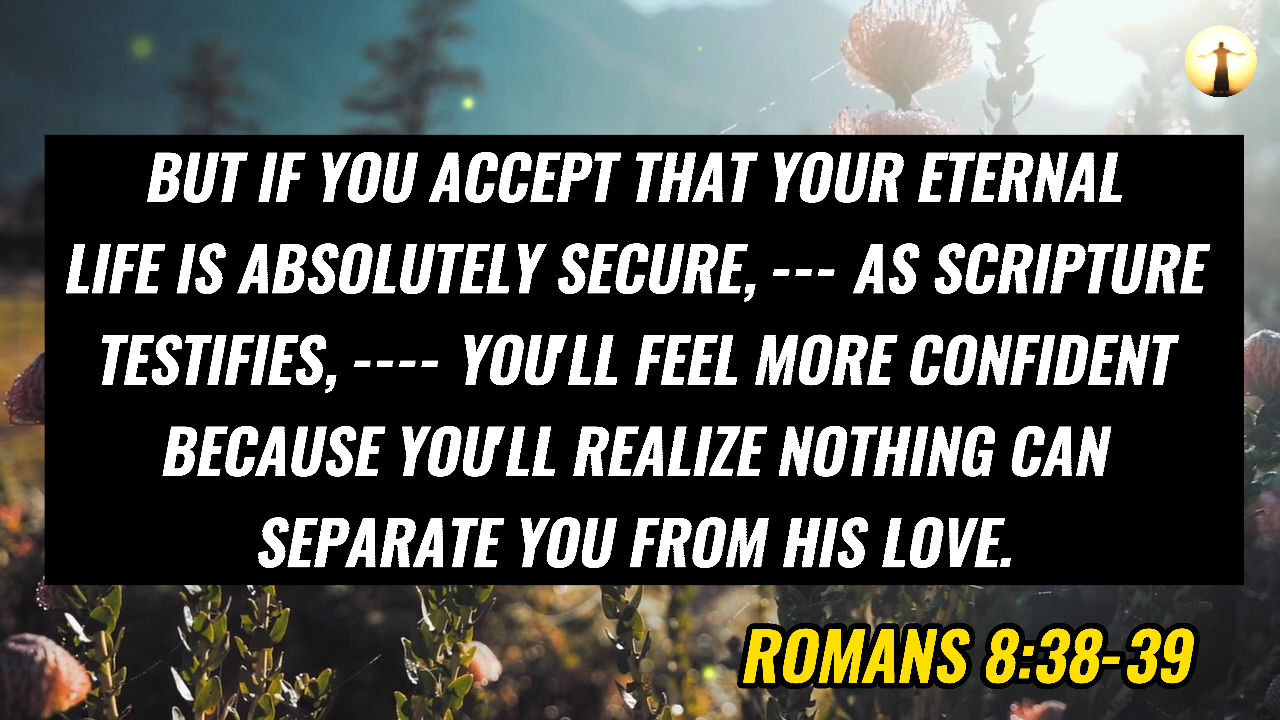 BUT IF YOU ACCEPT THAT YOUR ETERNAL
LIFE IS ABSOLUTELY SECURE, --- AS SCRIPTURE
TESTIFIES, ---- YOU'LL FEEL MORE CONFIDENT
BECAUSE YOU'LL REALIZE NOTHING CAN
SEPARATE YOU FROM HIS LOVE.
ROMANS 8:38-39